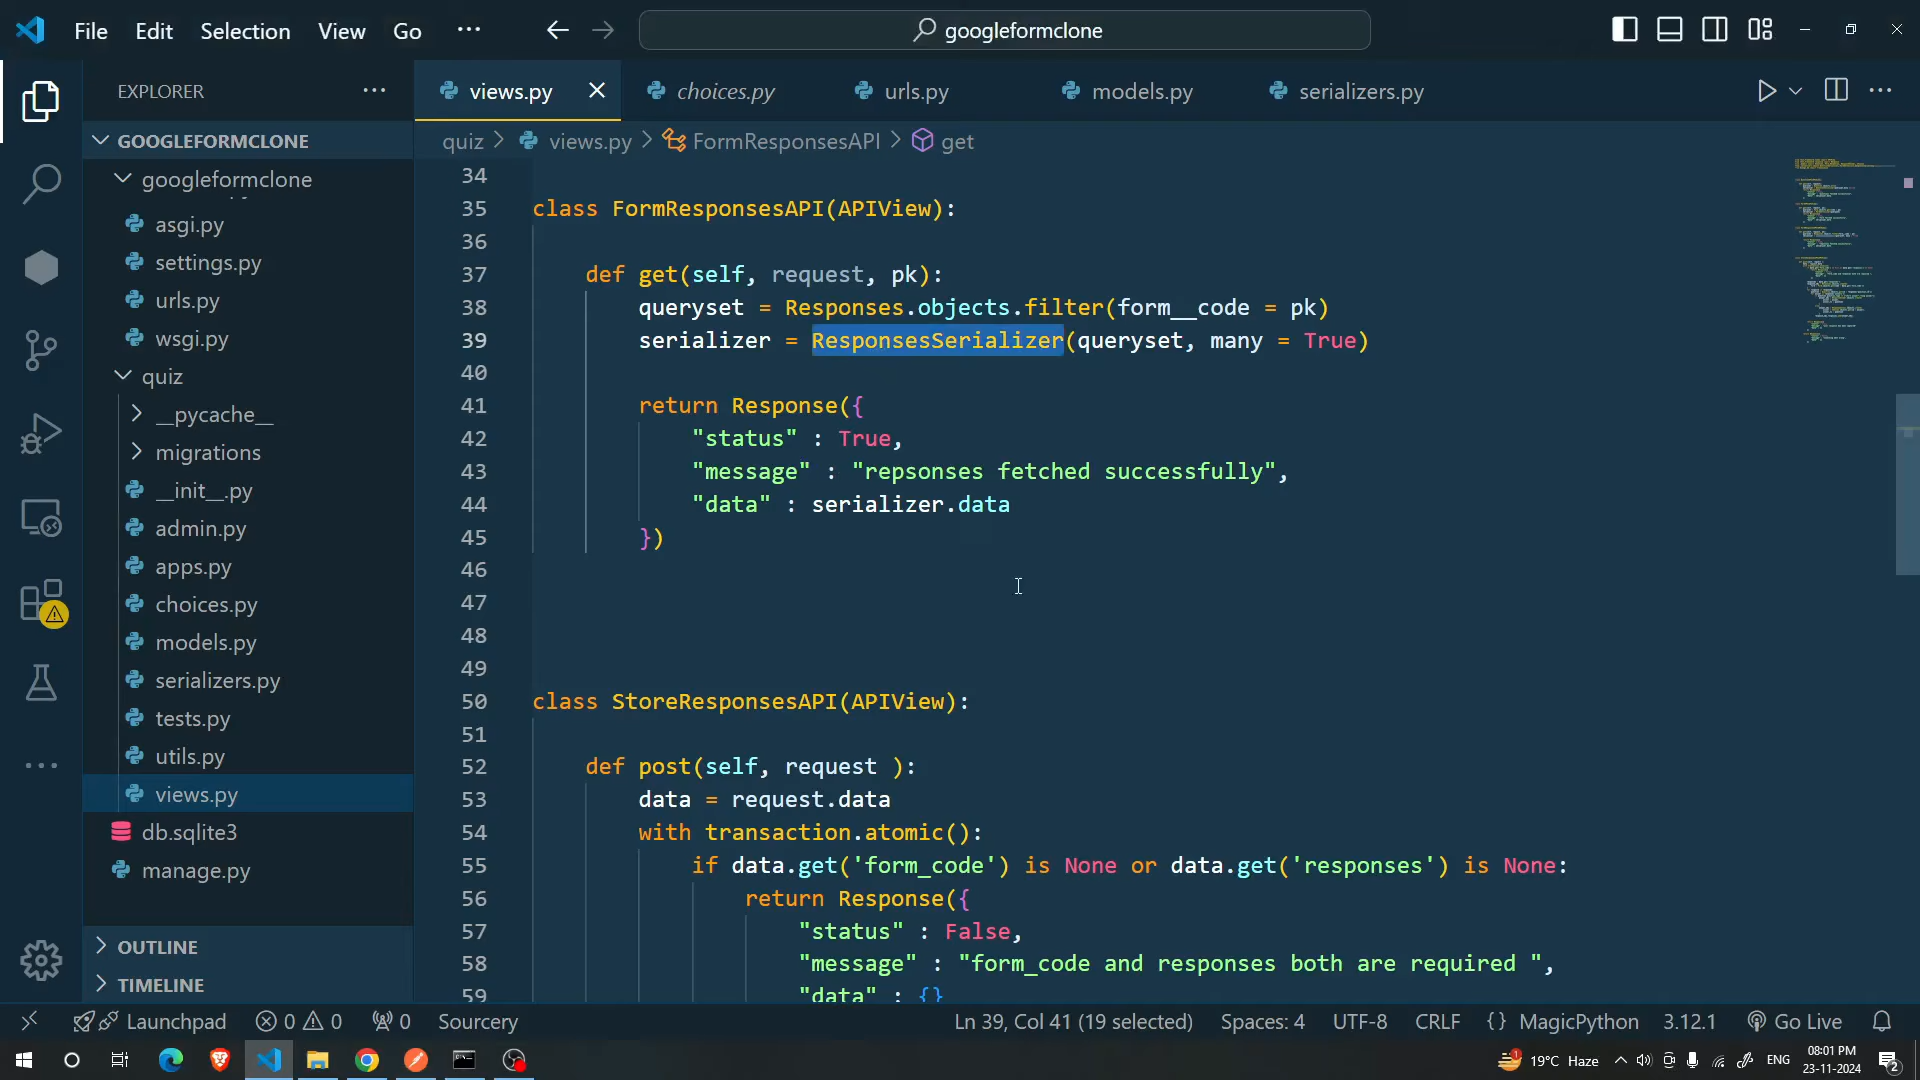 File Edit Selection View Go ··· googleformclone
EXPLORER ···
views.py choices.py urls.py models.py serializers.py
GOOGLEFORMCLONE
quiz > views.py > FormResponsesAPI > get
googleformclone
asgi.py
settings.py
urls.py
wsgi.py
quiz
__pycache__
migrations
__init__.py
admin.py
apps.py
choices.py
models.py
serializers.py
tests.py
utils.py
views.py
db.sqlite3
manage.py
OUTLINE
TIMELINE
34
35 class FormResponsesAPI(APIView):
36
37 def get(self, request, pk):
38 queryset = Responses.objects.filter(form__code = pk)
39 serializer = ResponsesSerializer(queryset, many = True)
40
41 return Response({
42 "status" : True,
43 "message" : "repsonses fetched successfully",
44 "data" : serializer.data
45 })
46
47
48
49
50 class StoreResponsesAPI(APIView):
51
52 def post(self, request ):
53 data = request.data
54 with transaction.atomic():
55 if data.get('form_code') is None or data.get('responses') is None:
56 return Response({
57 "status" : False,
58 "message" : "form_code and responses both are required ",
59 "data" : {}
Launchpad 0 0 0 Sourcery Ln 39, Col 41 (19 selected) Spaces: 4 UTF-8 CRLF {} MagicPython 3.12.1 Go Live
1 19°C Haze ENG 08:01 PM
23-11-2024 2